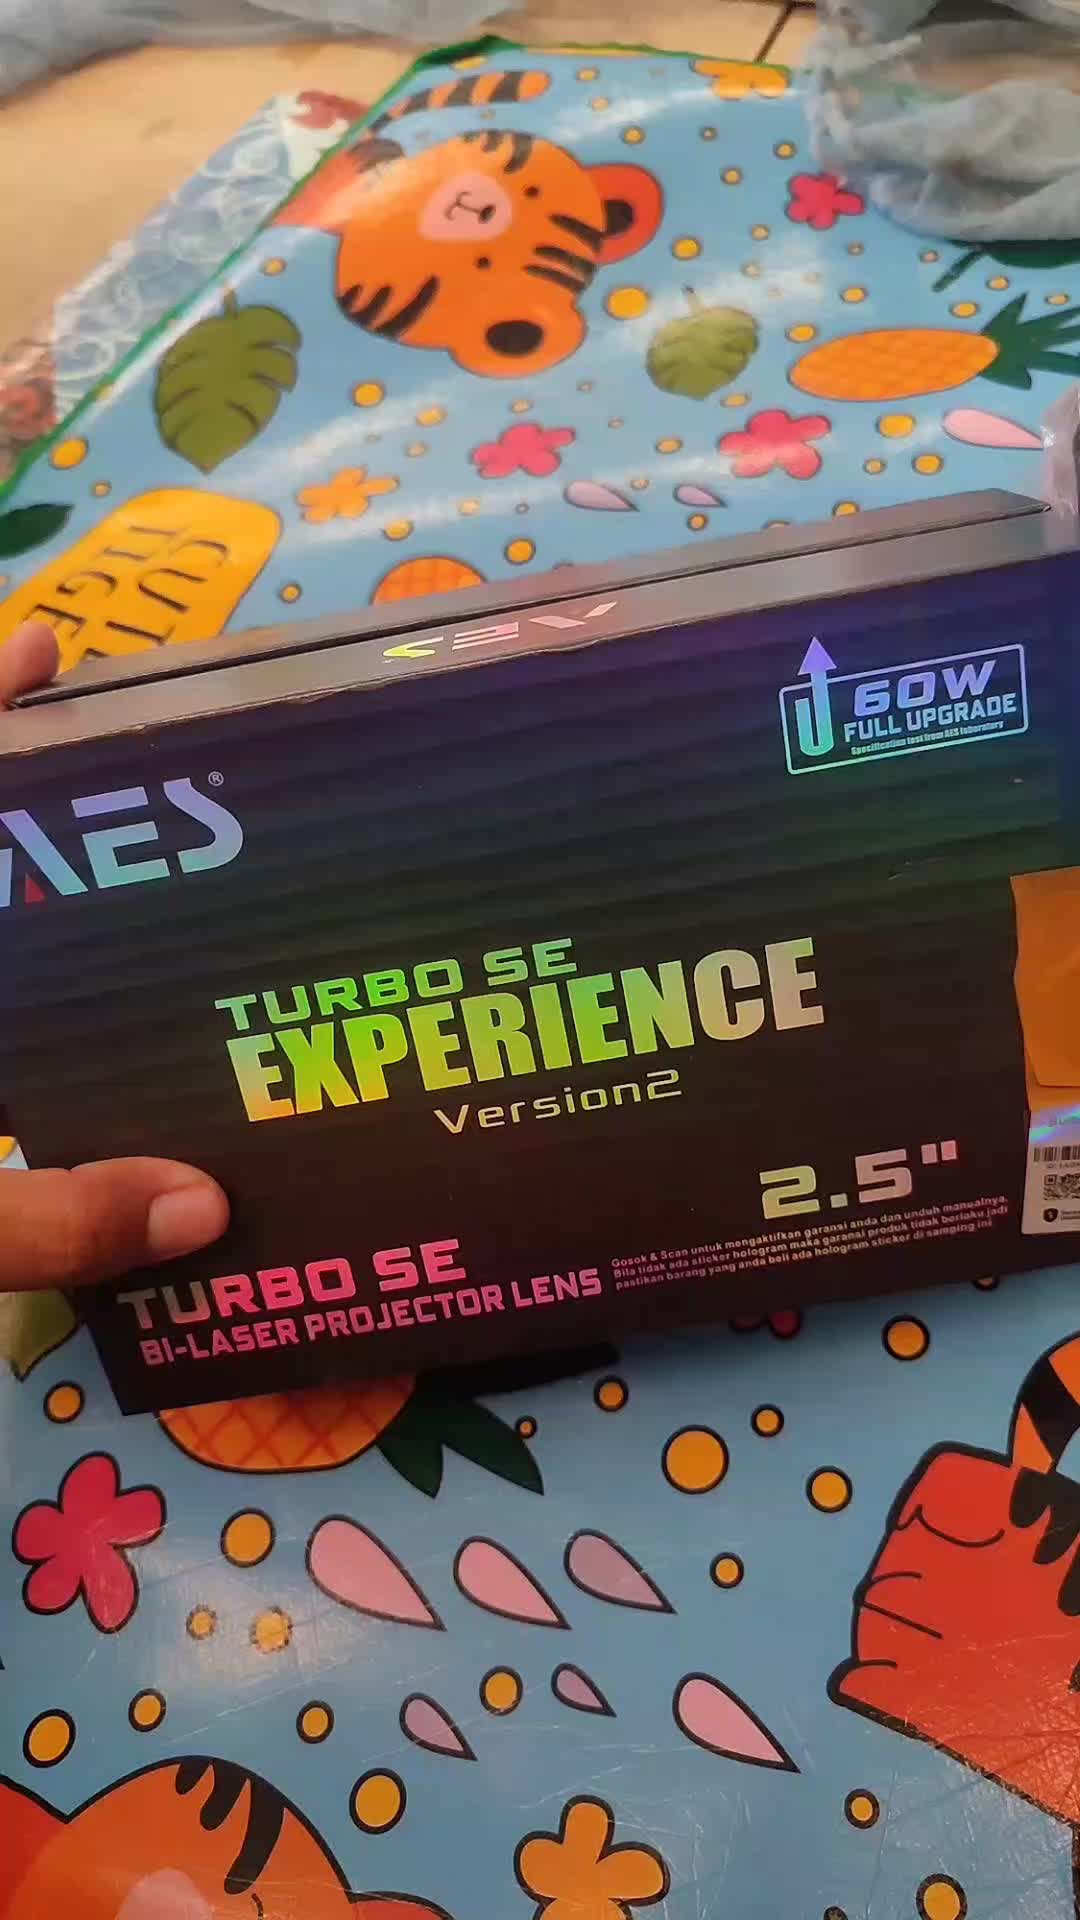 CUTE
TIGE
AES
60W
FULL UPGRADE
Specification test from AES laboratory
AES®
TURBO SE
EXPERIENCE
Version2
2.5"
Gosok & Scan untuk mengaktifkan garansi anda dan unduh manualnya.
Bila tidak ada sticker hologram maka garansi produk tidak berlaku jadi
pastikan barang yang anda beli ada hologram sticker di samping ini
TURBO SE
BI-LASER PROJECTOR LENS